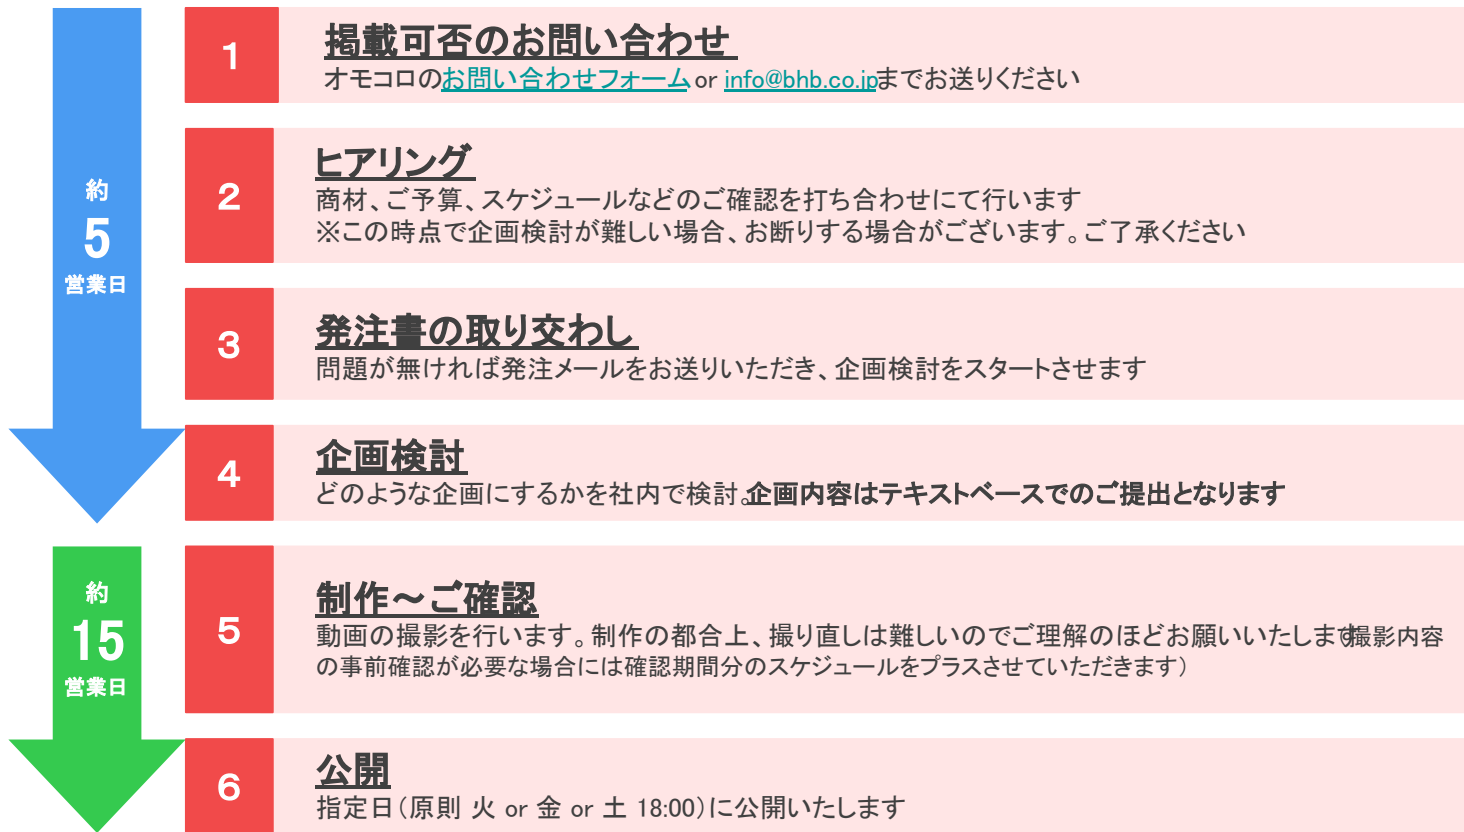 約
5
営業日
1
掲載可否のお問い合わせ
オモコロのお問い合わせフォーム or info@bhb.co.jpまでお送りください
2
ヒアリング
商材、ご予算、スケジュールなどのご確認を打ち合わせにて行います
※この時点で企画検討が難しい場合、お断りする場合がございます。ご了承ください
3
発注書の取り交わし
問題が無ければ発注メールをお送りいただき、企画検討をスタートさせます
4
企画検討
どのような企画にするかを社内で検討。企画内容はテキストベースでのご提出となります
約
15
営業日
5
制作～ご確認
動画の撮影を行います。制作の都合上、撮り直しは難しいのでご理解のほどお願いいたします(撮影内容
の事前確認が必要な場合には確認期間分のスケジュールをプラスさせていただきます)
6
公開
指定日(原則 火 or 金 or 土 18:00)に公開いたします